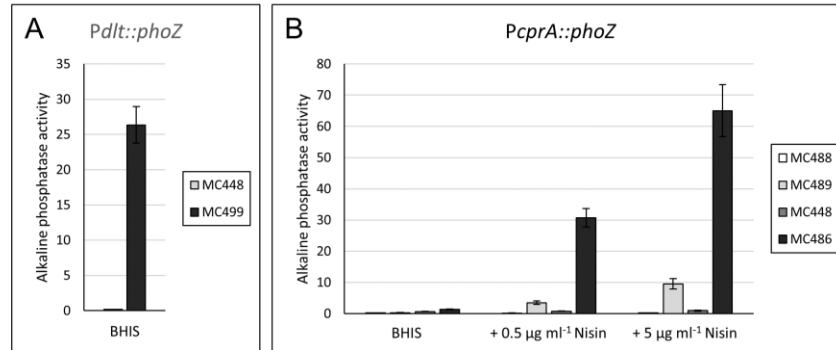 A
Pdlt::phoZ
Alkaline phosphatase activity
35
30
25
20
15
10
5
0
BHIS
MC448
MC499
B
PcprA::phoZ
Alkaline phosphatase activity
80
70
60
50
40
30
20
10
0
BHIS
+ 0.5 µg ml⁻¹ Nisin
+ 5 µg ml⁻¹ Nisin
MC488
MC489
MC448
MC486